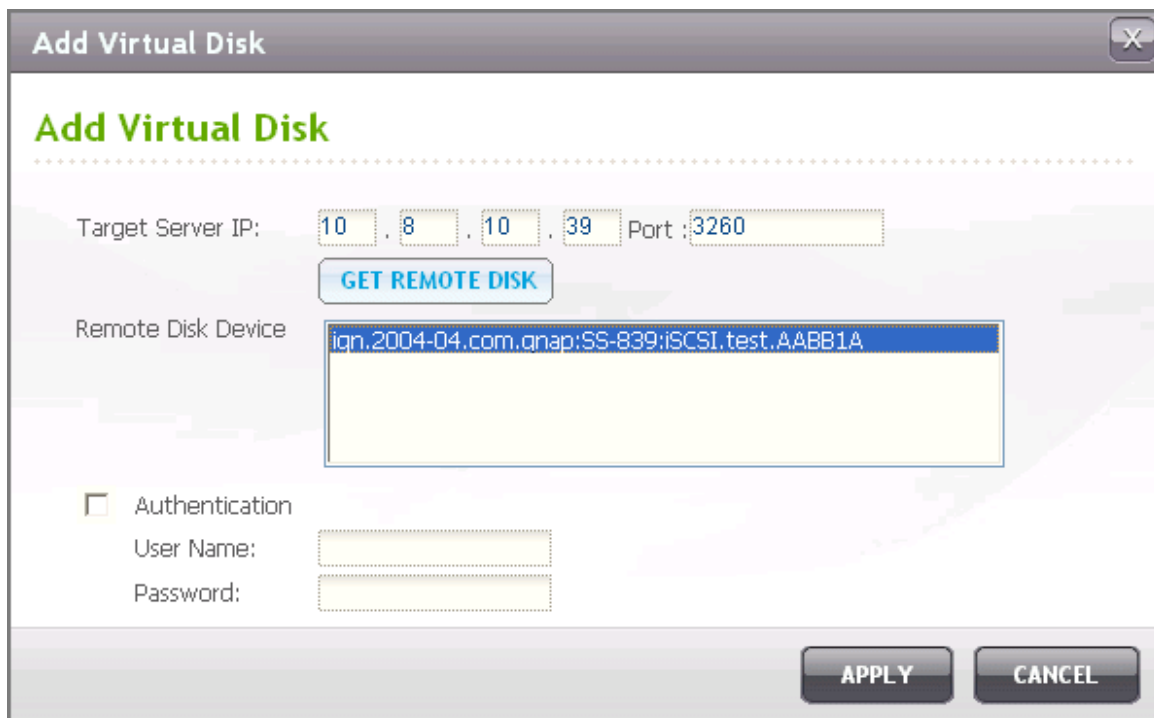 Add Virtual Disk
X
Add Virtual Disk
Target Server IP: 10 . 8 . 10 . 39 Port : 3260
GET REMOTE DISK
Remote Disk Device
iqn.2004-04.com.qnap:SS-839:iSCSI.test.AABB1A
Authentication
User Name:
Password:
APPLY CANCEL